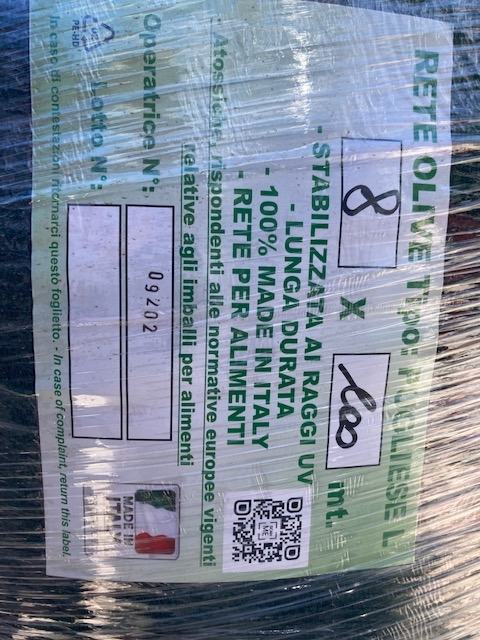 RETE OLIVE Tipo: PUGLIESE L
8 X 100 mt.
- STABILIZZATA AI RAGGI UV
- LUNGA DURATA
- 100% MADE IN ITALY
- RETE PER ALIMENTI
- Atossiche, rispondenti alle normative europee vigenti
relative agli imballi per alimenti
Operatrice N°: 09202
Lotto N°:
In caso di contestazioni ritornarci questo foglietto. - In case of complaint, return this label.
MADE IN
ITALY